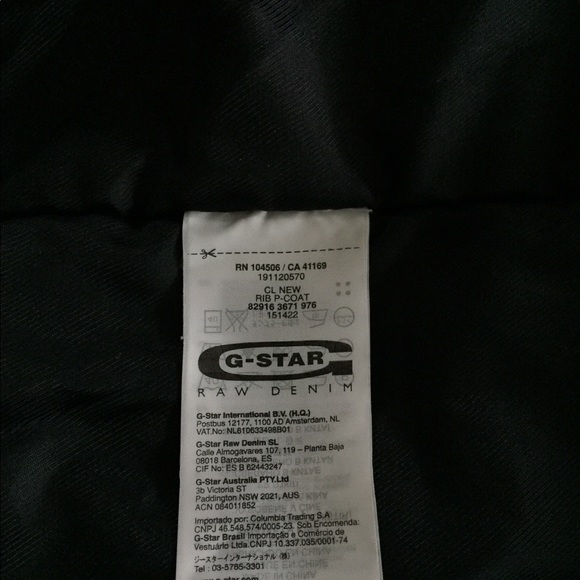 RN 104506 / CA 41169
191120570
CL NEW
RIB P-COAT
82916 3671 976
151422
G-STAR
RAW DENIM
G-Star International B.V. (H.Q.)
Postbus 12177, 1100 AD Amsterdam, NL
VAT.No: NL810633498B01
G-Star Raw Denim SL
Calle Almogavares 107, 119 – Planta Baja
08018 Barcelona, ES
CIF No: ES B 62443247
G-Star Australia PTY.Ltd
3b Victoria ST
Paddington NSW 2021, AUS
ACN 084011852
Importado por: Columbia Trading S.A
CNPJ 46.548.574/0005-23. Sob Encomenda:
G-Star Brasil Importação e Comércio de
Vestuário Ltda.CNPJ 10.337.035/0001-74
ジースターインターナショナル (株)
Tel : 03-5765-3301